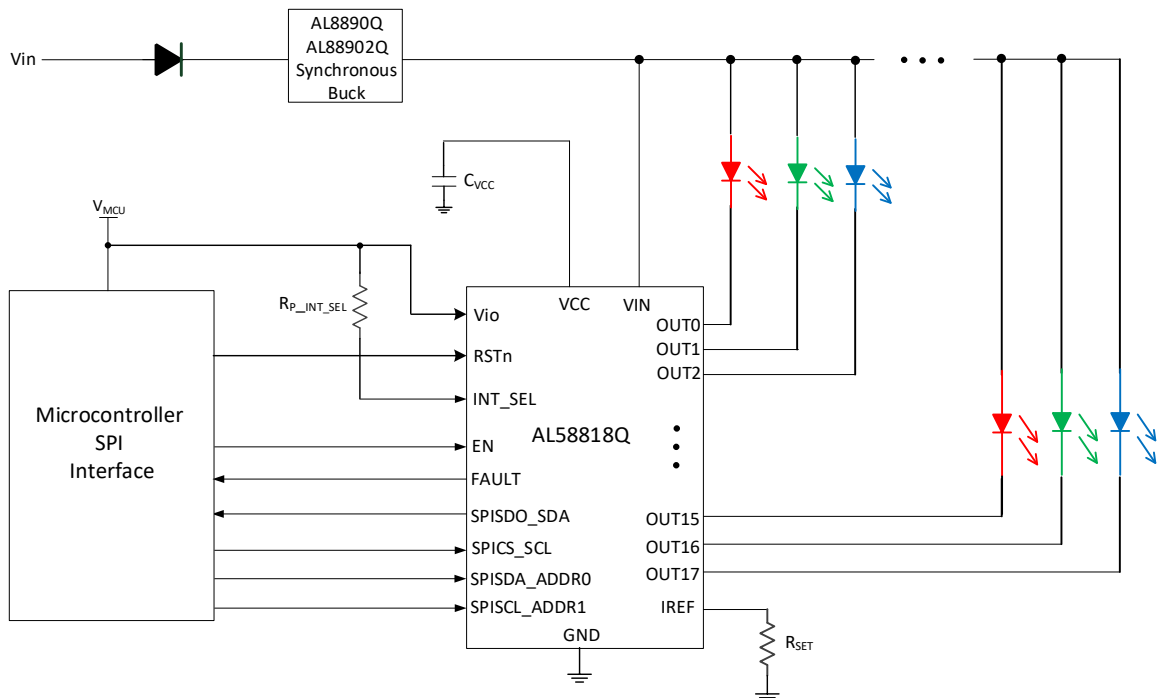 AL8890Q
AL88902Q
Synchronous
Buck
Vin
CVCC
VMCU
RP_INT_SEL
VCC
VIN
Vio
RSTn
INT_SEL
EN
FAULT
SPISDO_SDA
SPICS_SCL
SPISDA_ADDR0
SPISCL_ADDR1
GND
AL58818Q
OUT0
OUT1
OUT2
OUT15
OUT16
OUT17
IREF
RSET
Microcontroller
SPI
Interface